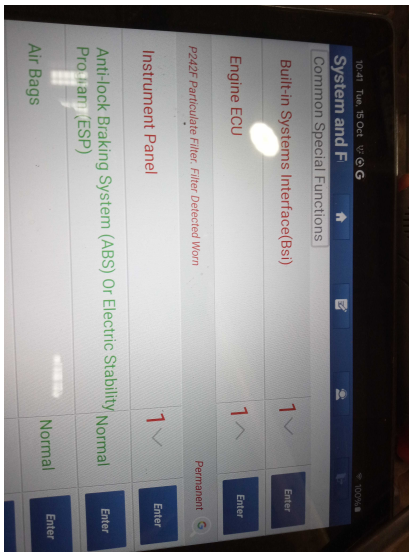 10:41 Tue, 15 Oct G 100%
System and F
Common Special Functions
Built-in Systems Interface(Bsi) 1 Enter
Engine ECU 1 Enter
P242F Particulate Filter. Filter Detected Worn Permanent G
Instrument Panel 1 Enter
Anti-lock Braking System (ABS) Or Electric Stability
Program (ESP) Normal Enter
Air Bags Normal Enter